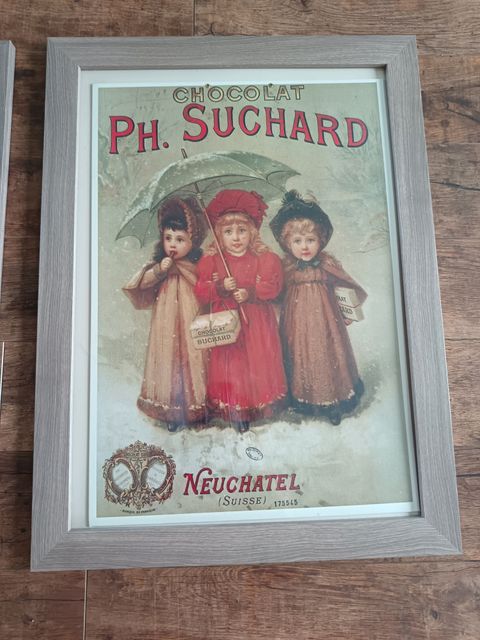 CHOCOLAT
PH. SUCHARD
CHOCOLAT
SUCHARD
NEUCHATEL
(SUISSE)
175545